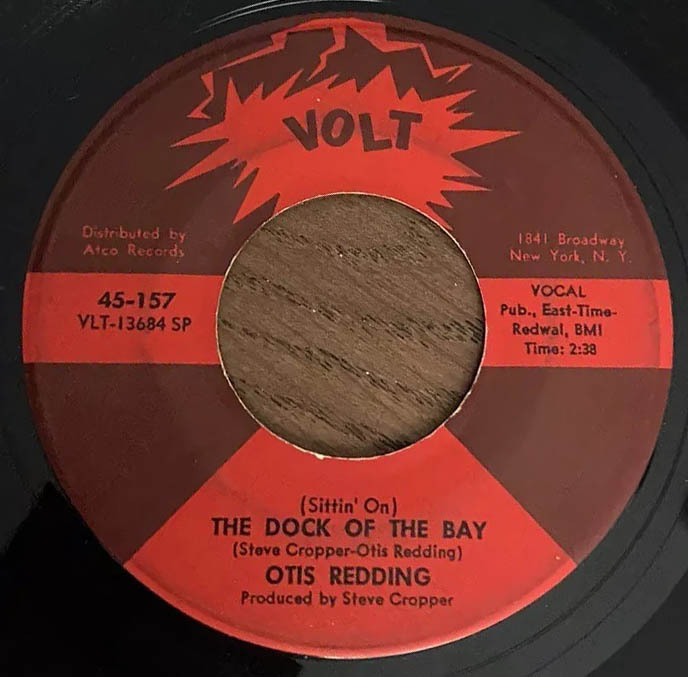 VOLT
Distributed by
Atco Records
1841 Broadway
New York, N. Y.
45-157
VLT-13684 SP
VOCAL
Pub., East-Time-
Redwal, BMI
Time: 2:38
(Sittin' On)
THE DOCK OF THE BAY
(Steve Cropper-Otis Redding)
OTIS REDDING
Produced by Steve Cropper